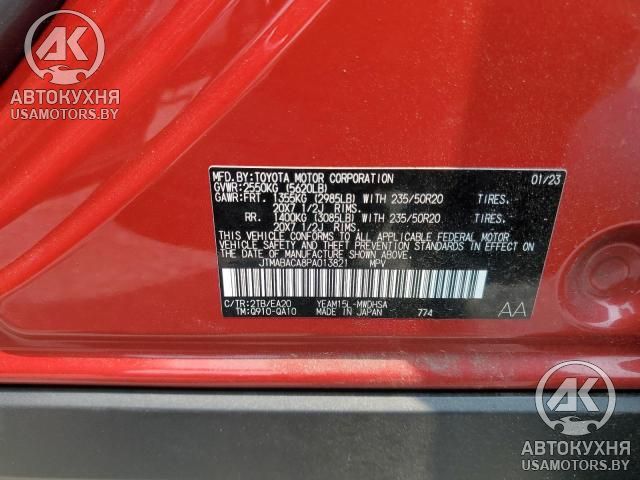 AK
АВТОКУХНЯ
USAMOTORS.BY
MFD.BY:TOYOTA MOTOR CORPORATION 01/23
GVWR:2550KG (5620LB)
GAWR:FRT. 1355KG (2985LB) WITH 235/50R20 TIRES.
20X7 1/2J RIMS.
RR. 1400KG (3085LB) WITH 235/50R20 TIRES.
20X7 1/2J RIMS.
THIS VEHICLE CONFORMS TO ALL APPLICABLE FEDERAL MOTOR
VEHICLE SAFETY AND THEFT PREVENTION STANDARDS IN EFFECT
ON THE DATE OF MANUFACTURE SHOWN ABOVE.
JTMABACA8PA013821 MPV
C/TR:2TB/EA20 YEAM15L-MWDHSA
TM:Q910-QA10 MADE IN JAPAN 774 AA
AK
АВТОКУХНЯ
USAMOTORS.BY